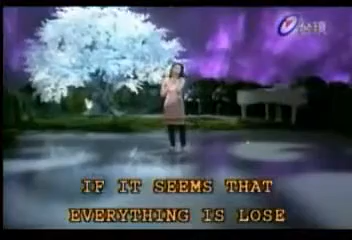 台視
IF IT SEEMS THAT
EVERYTHING IS LOSE